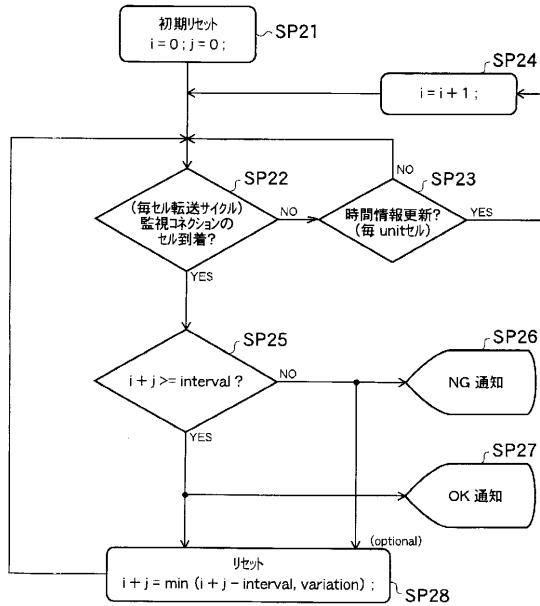 初期リセット
i = 0 ; j = 0 ;
SP21
SP24
i = i + 1 ;
SP22
(毎セル転送サイクル)
監視コネクションの
セル到着?
NO
YES
SP23
NO
時間情報更新?
(毎 unitセル)
YES
SP25
i + j >= interval ?
NO
YES
SP26
NG 通知
SP27
OK 通知
(optional)
リセット
i + j = min (i + j − interval, variation) ;
SP28